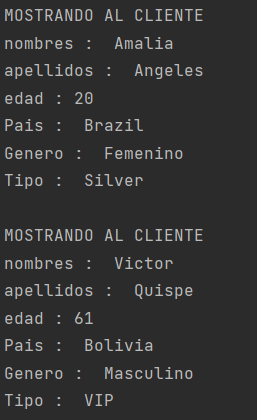 MOSTRANDO AL CLIENTE
nombres :  Amalia
apellidos :  Angeles
edad : 20
Pais :  Brazil
Genero :  Femenino
Tipo :  Silver

MOSTRANDO AL CLIENTE
nombres :  Victor
apellidos :  Quispe
edad : 61
Pais :  Bolivia
Genero :  Masculino
Tipo :  VIP